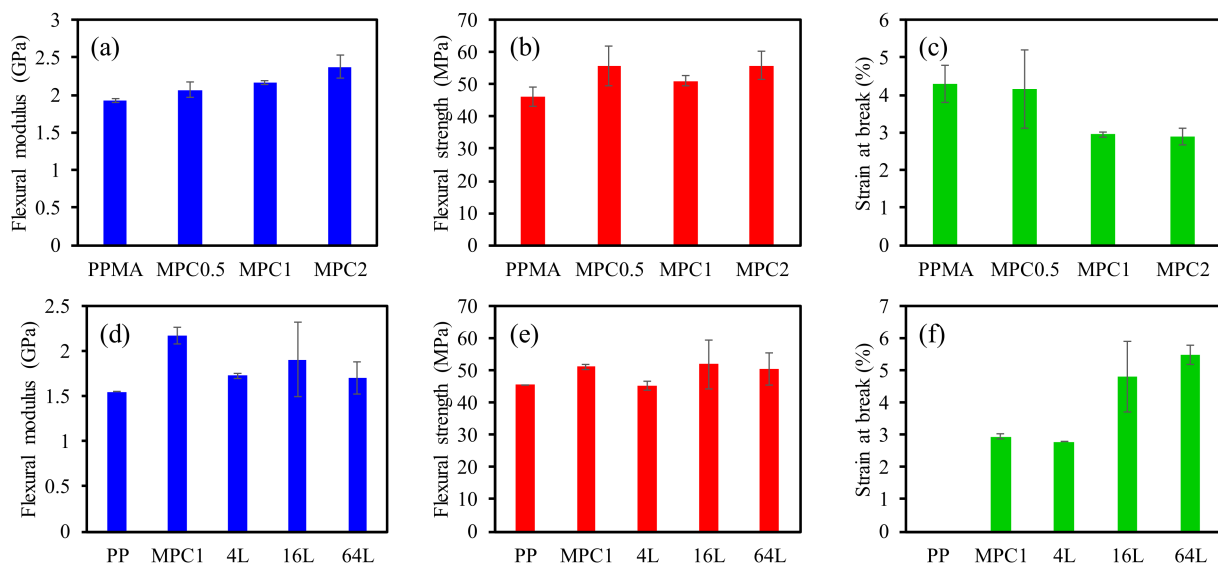 (a)
Flexural modulus (GPa)
3
2.5
2
1.5
1
0.5
0
PPMA MPC0.5 MPC1 MPC2
(b)
Flexural strength (MPa)
70
60
50
40
30
20
10
0
PPMA MPC0.5 MPC1 MPC2
(c)
Strain at break (%)
6
5
4
3
2
1
0
PPMA MPC0.5 MPC1 MPC2
(d)
Flexural modulus (GPa)
2.5
2
1.5
1
0.5
0
PP MPC1 4L 16L 64L
(e)
Flexural strength (MPa)
70
60
50
40
30
20
10
0
PP MPC1 4L 16L 64L
(f)
Strain at break (%)
7
6
5
4
3
2
1
0
PP MPC1 4L 16L 64L